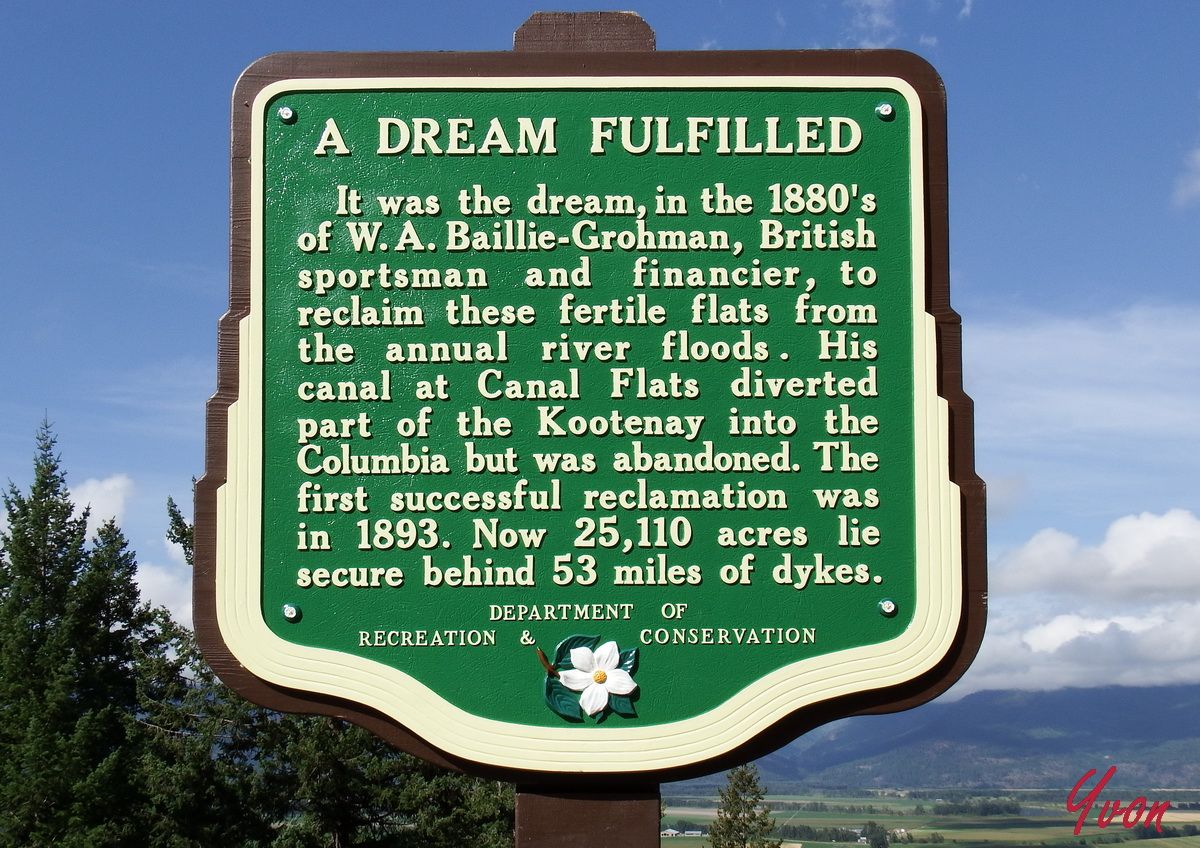 A DREAM FULFILLED
It was the dream, in the 1880's
of W. A. Baillie-Grohman, British
sportsman and financier, to
reclaim these fertile flats from
the annual river floods. His
canal at Canal Flats diverted
part of the Kootenay into the
Columbia but was abandoned. The
first successful reclamation was
in 1893. Now 25,110 acres lie
secure behind 53 miles of dykes.
DEPARTMENT OF
RECREATION & CONSERVATION
Yvon